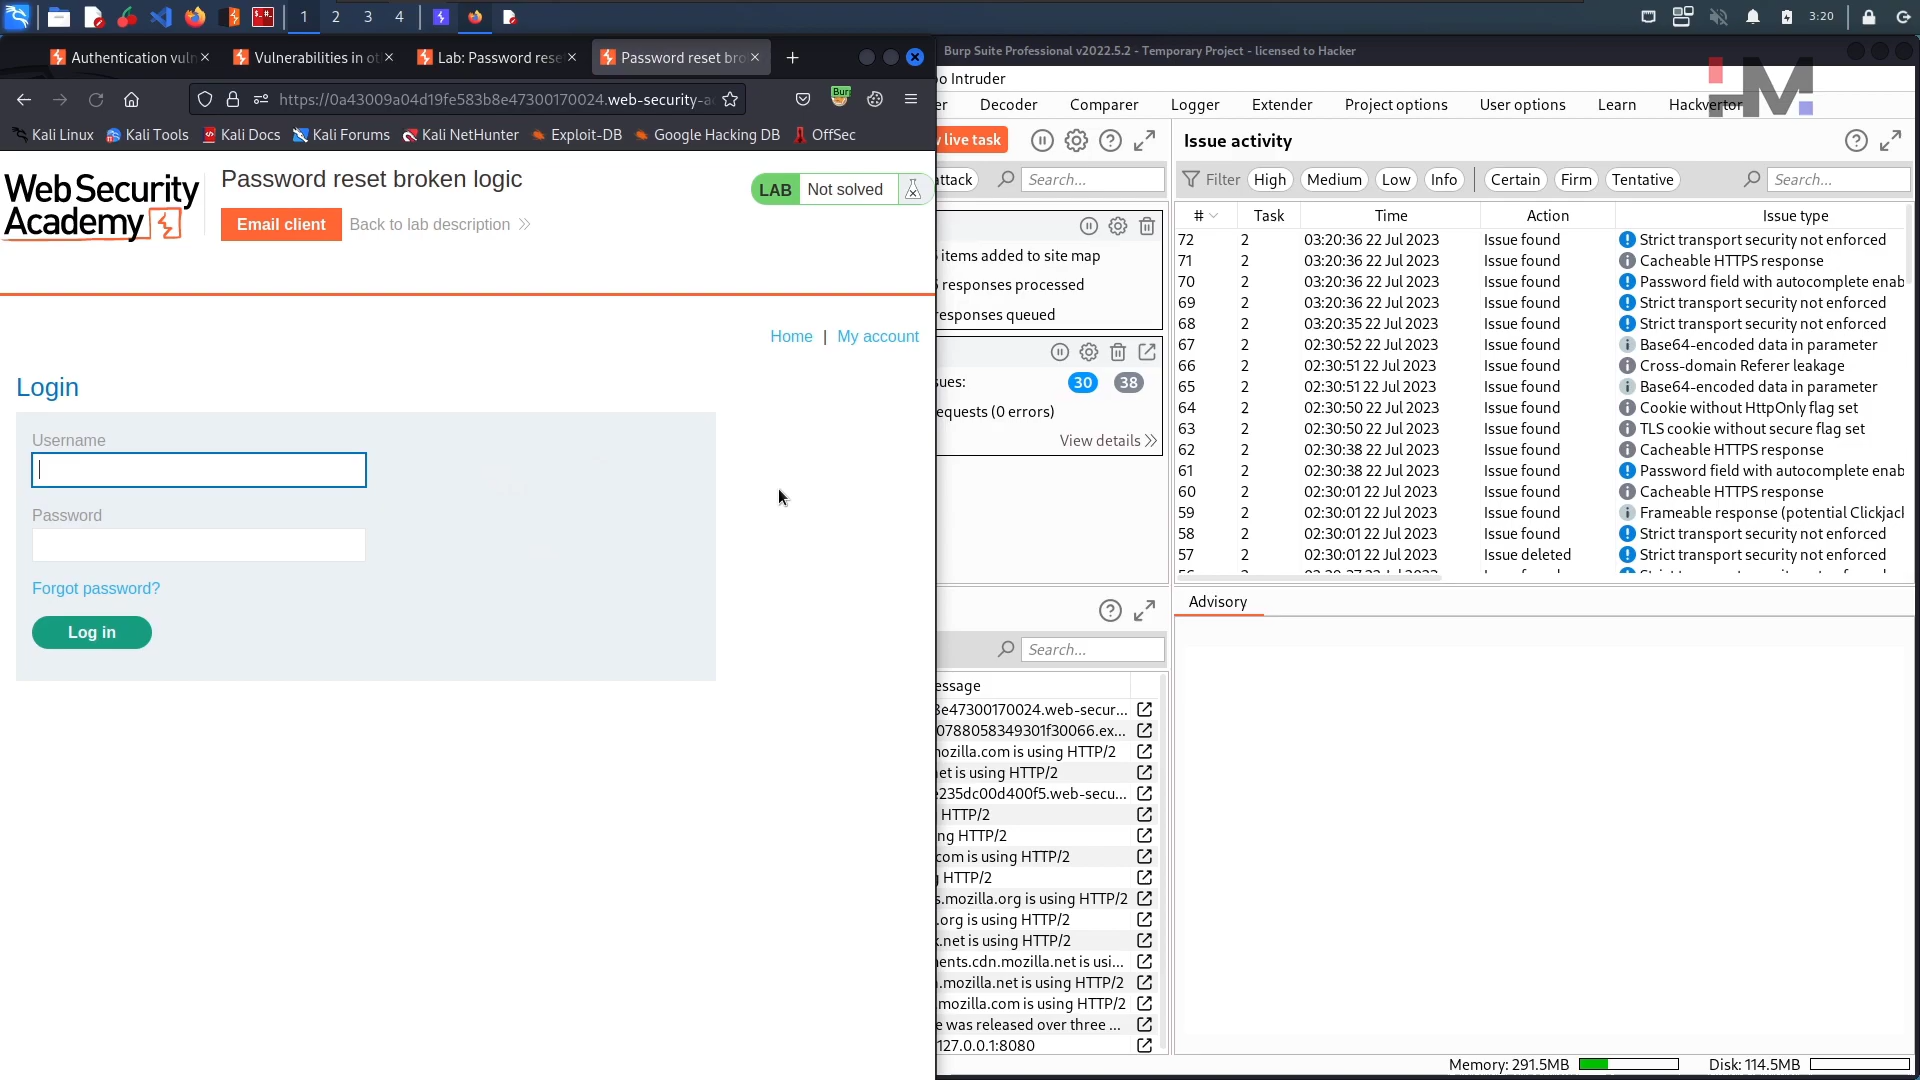 1 2 3 4
3:20
Authentication vuln
Vulnerabilities in ot
Lab: Password rese
Password reset bro
https://0a43009a04d19fe583b8e47300170024.web-security-a
Burp
Kali Linux
Kali Tools
Kali Docs
Kali Forums
Kali NetHunter
Exploit-DB
Google Hacking DB
OffSec
Web Security
Academy
Password reset broken logic
LAB Not solved
Email client
Back to lab description
Home | My account
Login
Username
Password
Forgot password?
Log in
Burp Suite Professional v2022.5.2 - Temporary Project - licensed to Hacker
o Intruder
er Decoder Comparer Logger Extender Project options User options Learn Hackvertor
live task
ttack
Search...
items added to site map
responses processed
responses queued
sues: 30 38
equests (0 errors)
View details
Search...
essage
8e47300170024.web-secur...
0788058349301f30066.ex...
mozilla.com is using HTTP/2
net is using HTTP/2
e235dc00d400f5.web-secu...
HTTP/2
ng HTTP/2
com is using HTTP/2
HTTP/2
s.mozilla.org is using HTTP/2
.org is using HTTP/2
.net is using HTTP/2
ents.cdn.mozilla.net is usi...
.mozilla.net is using HTTP/2
.mozilla.com is using HTTP/2
e was released over three ...
127.0.0.1:8080
Issue activity
Filter High Medium Low Info Certain Firm Tentative Search...
# Task Time Action Issue type
72 2 03:20:36 22 Jul 2023 Issue found Strict transport security not enforced
71 2 03:20:36 22 Jul 2023 Issue found Cacheable HTTPS response
70 2 03:20:36 22 Jul 2023 Issue found Password field with autocomplete enab
69 2 03:20:36 22 Jul 2023 Issue found Strict transport security not enforced
68 2 03:20:35 22 Jul 2023 Issue found Strict transport security not enforced
67 2 02:30:52 22 Jul 2023 Issue found Base64-encoded data in parameter
66 2 02:30:51 22 Jul 2023 Issue found Cross-domain Referer leakage
65 2 02:30:51 22 Jul 2023 Issue found Base64-encoded data in parameter
64 2 02:30:50 22 Jul 2023 Issue found Cookie without HttpOnly flag set
63 2 02:30:50 22 Jul 2023 Issue found TLS cookie without secure flag set
62 2 02:30:38 22 Jul 2023 Issue found Cacheable HTTPS response
61 2 02:30:38 22 Jul 2023 Issue found Password field with autocomplete enab
60 2 02:30:01 22 Jul 2023 Issue found Cacheable HTTPS response
59 2 02:30:01 22 Jul 2023 Issue found Frameable response (potential Clickjack
58 2 02:30:01 22 Jul 2023 Issue found Strict transport security not enforced
57 2 02:30:01 22 Jul 2023 Issue deleted Strict transport security not enforced
Advisory
Memory: 291.5MB
Disk: 114.5MB